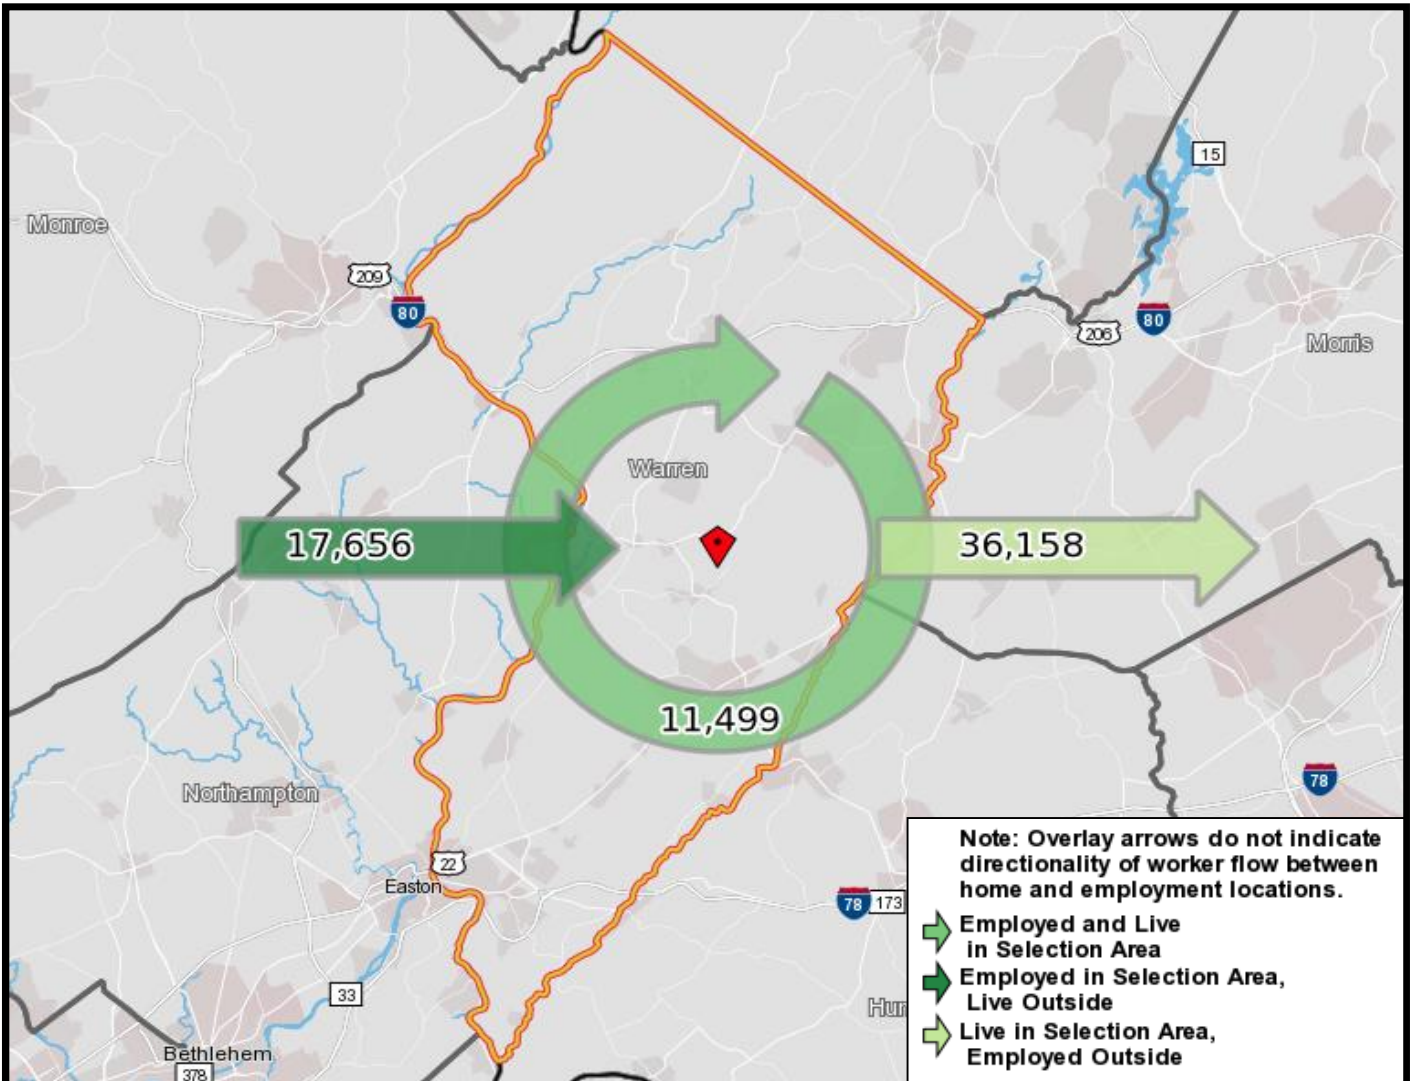 15
Monroe
209
80
80
206
Morris
Warren
17,656
36,158
11,499
78
Northampton
22
Easton
78
173
33
Hun
Bethlehem
378
Note: Overlay arrows do not indicate
directionality of worker flow between
home and employment locations.
Employed and Live
in Selection Area
Employed in Selection Area,
Live Outside
Live in Selection Area,
Employed Outside